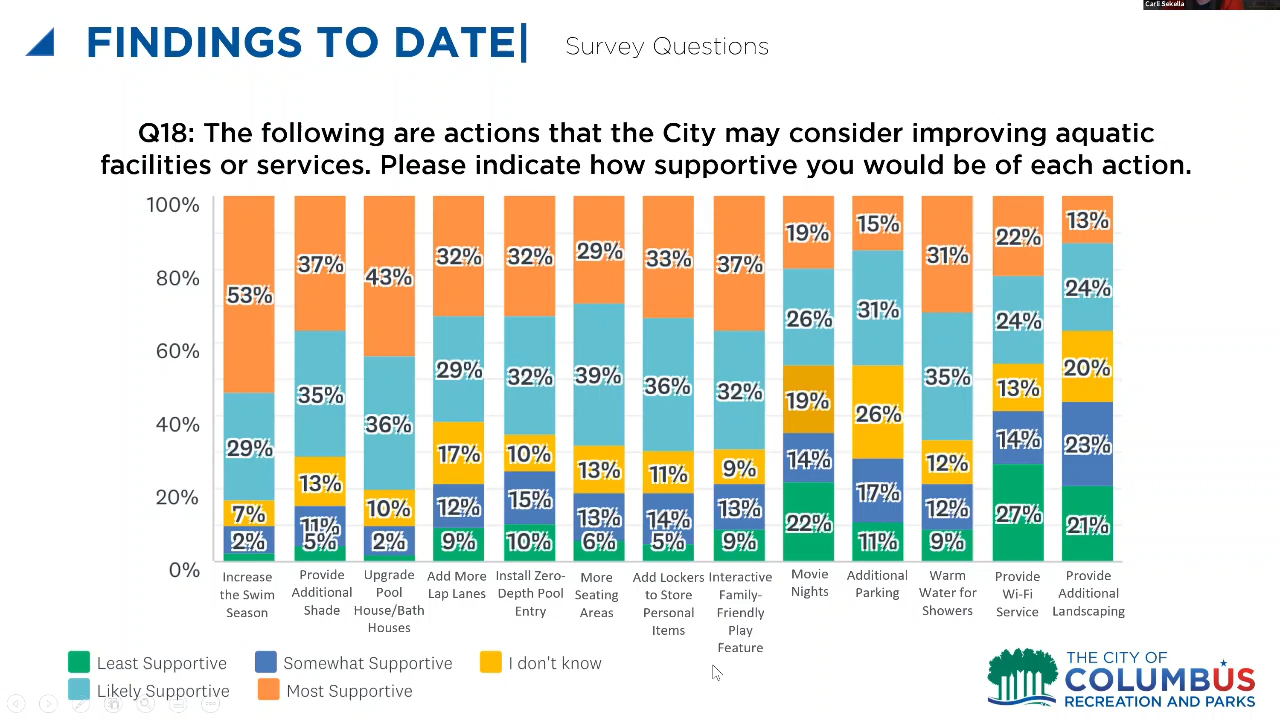 Carli Sekella
FINDINGS TO DATE|
Survey Questions
Q18: The following are actions that the City may consider improving aquatic
facilities or services. Please indicate how supportive you would be of each action.
100%
80%
60%
40%
20%
0%
53%
29%
7%
2%
37%
35%
13%
11%
5%
43%
36%
10%
2%
32%
29%
17%
12%
9%
32%
32%
10%
15%
10%
29%
39%
13%
13%
6%
33%
36%
11%
14%
5%
37%
32%
9%
13%
9%
19%
26%
19%
14%
22%
15%
31%
26%
17%
11%
31%
35%
12%
12%
9%
22%
24%
13%
14%
27%
13%
24%
20%
23%
21%
Increase
the Swim
Season
Provide
Additional
Shade
Upgrade
Pool
House/Bath
Houses
Add More
Lap Lanes
Install Zero-
Depth Pool
Entry
More
Seating
Areas
Add Lockers
to Store
Personal
Items
Interactive
Family-
Friendly
Play
Feature
Movie
Nights
Additional
Parking
Warm
Water for
Showers
Provide
Wi-Fi
Service
Provide
Additional
Landscaping
Least Supportive
Somewhat Supportive
I don't know
Likely Supportive
Most Supportive
THE CITY OF
COLUMBUS
RECREATION AND PARKS